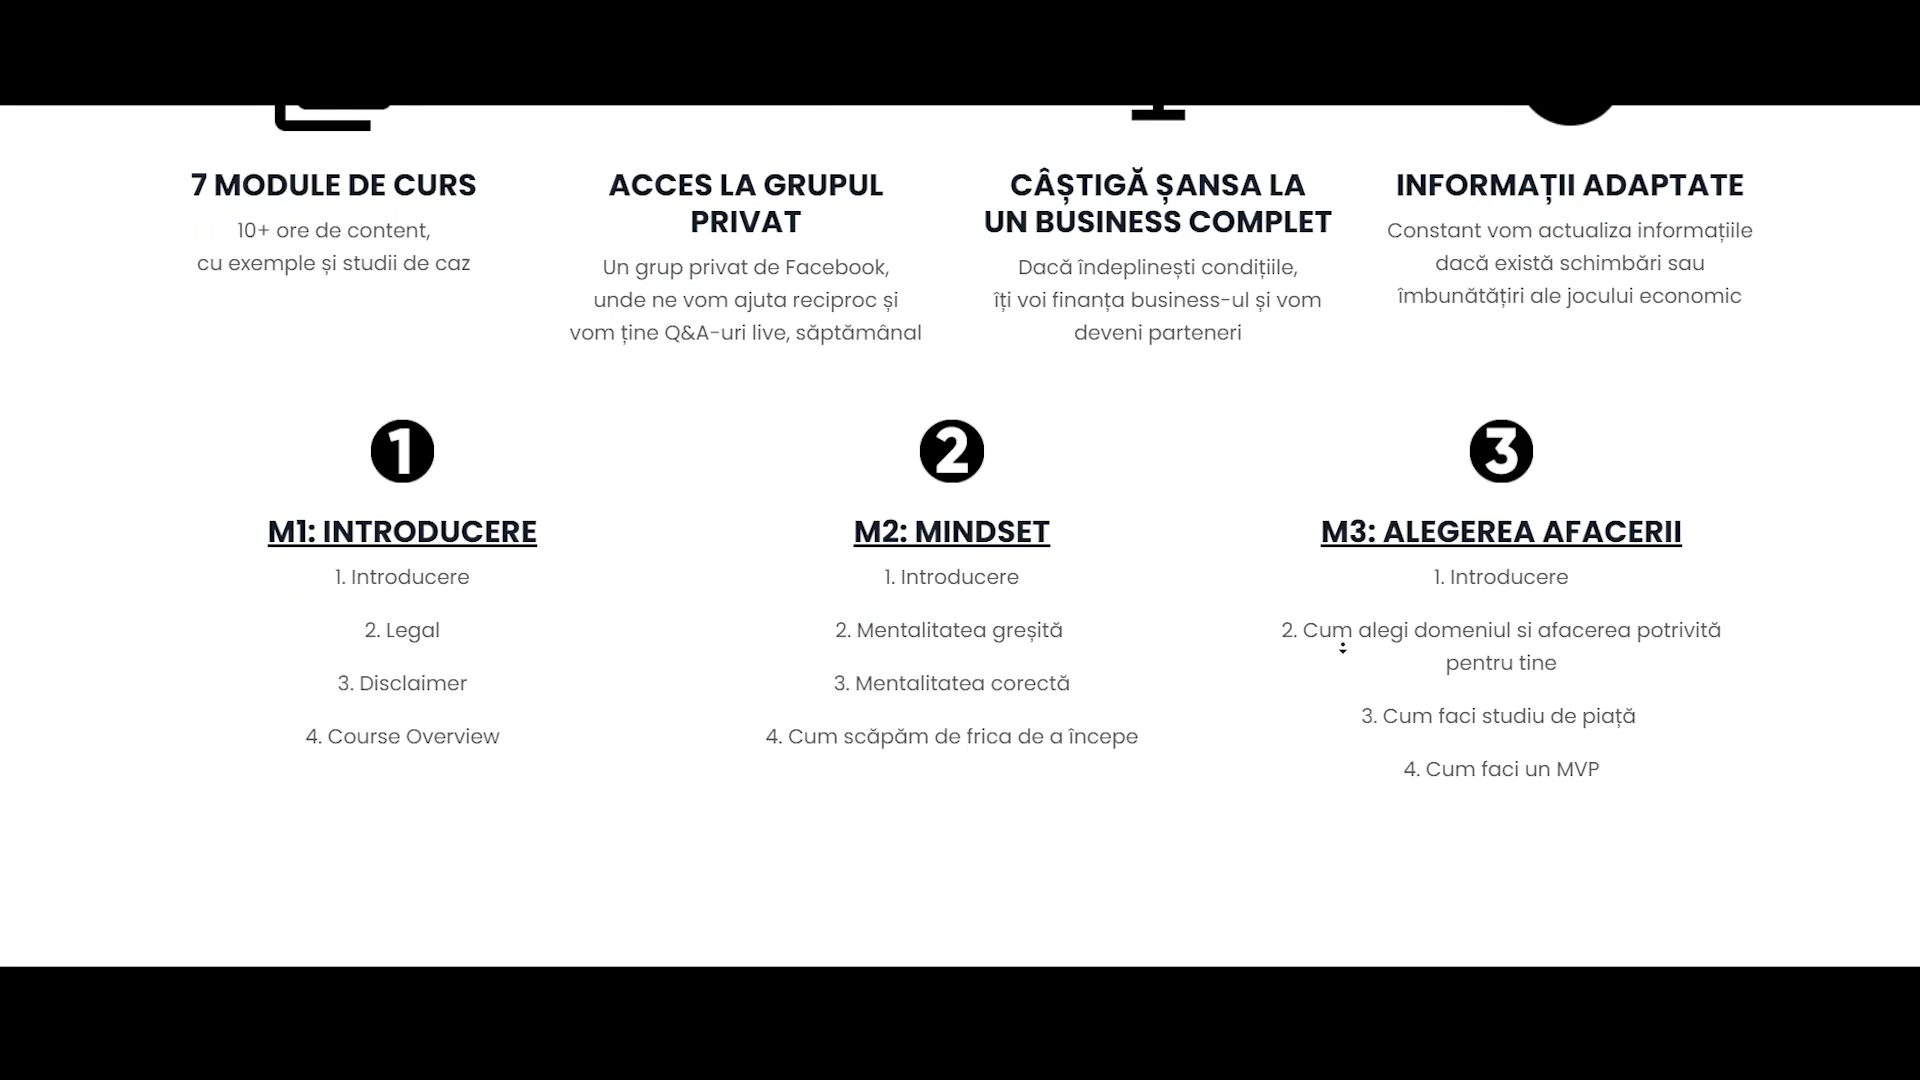 7 MODULE DE CURS
10+ ore de content,
cu exemple și studii de caz
ACCES LA GRUPUL
PRIVAT
Un grup privat de Facebook,
unde ne vom ajuta reciproc și
vom ține Q&A-uri live, săptămânal
CÂȘTIGĂ ȘANSA LA
UN BUSINESS COMPLET
Dacă îndeplinești condițiile,
îți voi finanța business-ul și vom
deveni parteneri
INFORMAȚII ADAPTATE
Constant vom actualiza informațiile
dacă există schimbări sau
îmbunătățiri ale jocului economic
1
M1: INTRODUCERE
1. Introducere
2. Legal
3. Disclaimer
4. Course Overview
2
M2: MINDSET
1. Introducere
2. Mentalitatea greșită
3. Mentalitatea corectă
4. Cum scăpăm de frica de a începe
3
M3: ALEGEREA AFACERII
1. Introducere
2. Cum alegi domeniul si afacerea potrivită
pentru tine
3. Cum faci studiu de piață
4. Cum faci un MVP